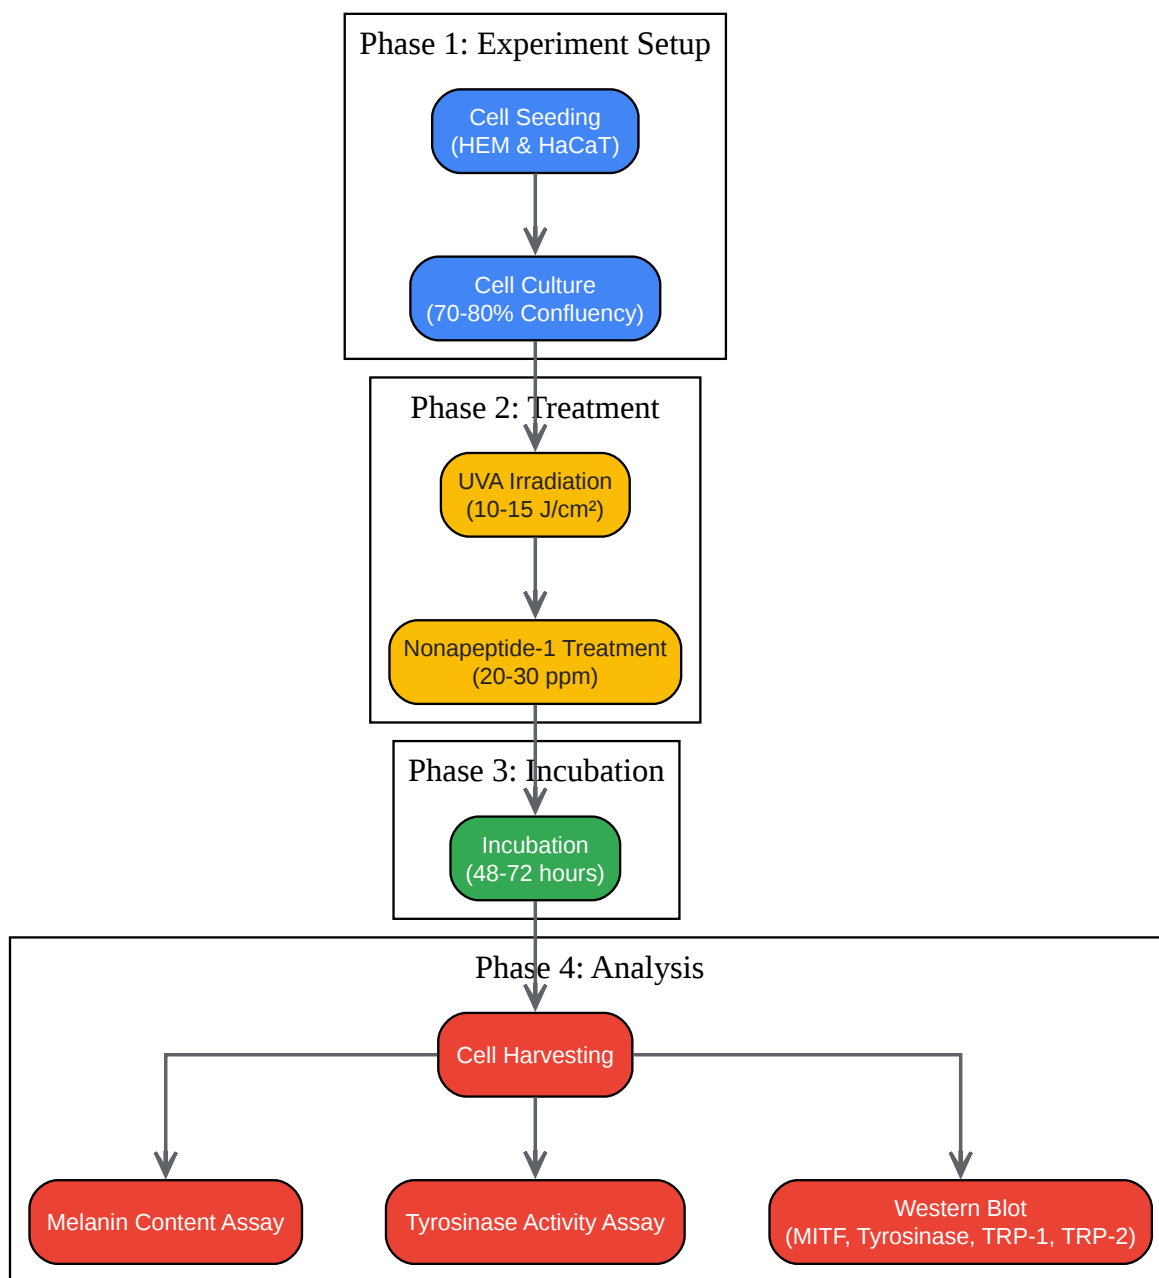 Phase 1: Experiment Setup
Cell Seeding
(HEM & HaCaT)
Cell Culture
(70-80% Confluency)
Phase 2: Treatment
UVA Irradiation
(10-15 J/cm²)
Nonapeptide-1 Treatment
(20-30 ppm)
Phase 3: Incubation
Incubation
(48-72 hours)
Phase 4: Analysis
Cell Harvesting
Melanin Content Assay
Tyrosinase Activity Assay
Western Blot
(MITF, Tyrosinase, TRP-1, TRP-2)